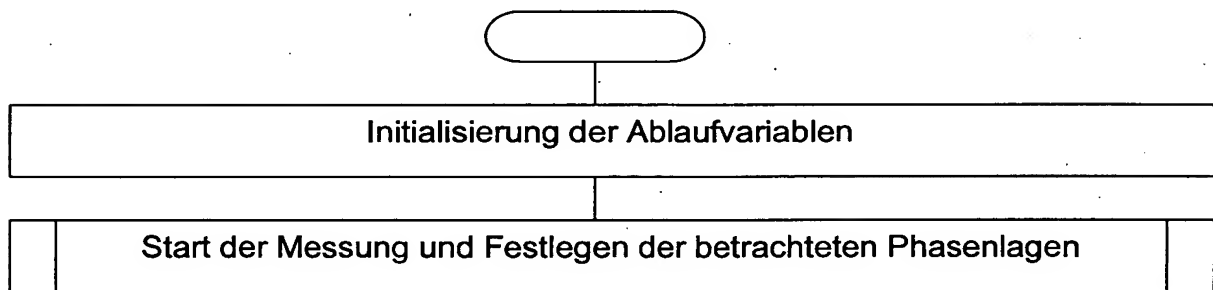 Initialisierung der Ablaufvariablen
Start der Messung und Festlegen der betrachteten Phasenlagen